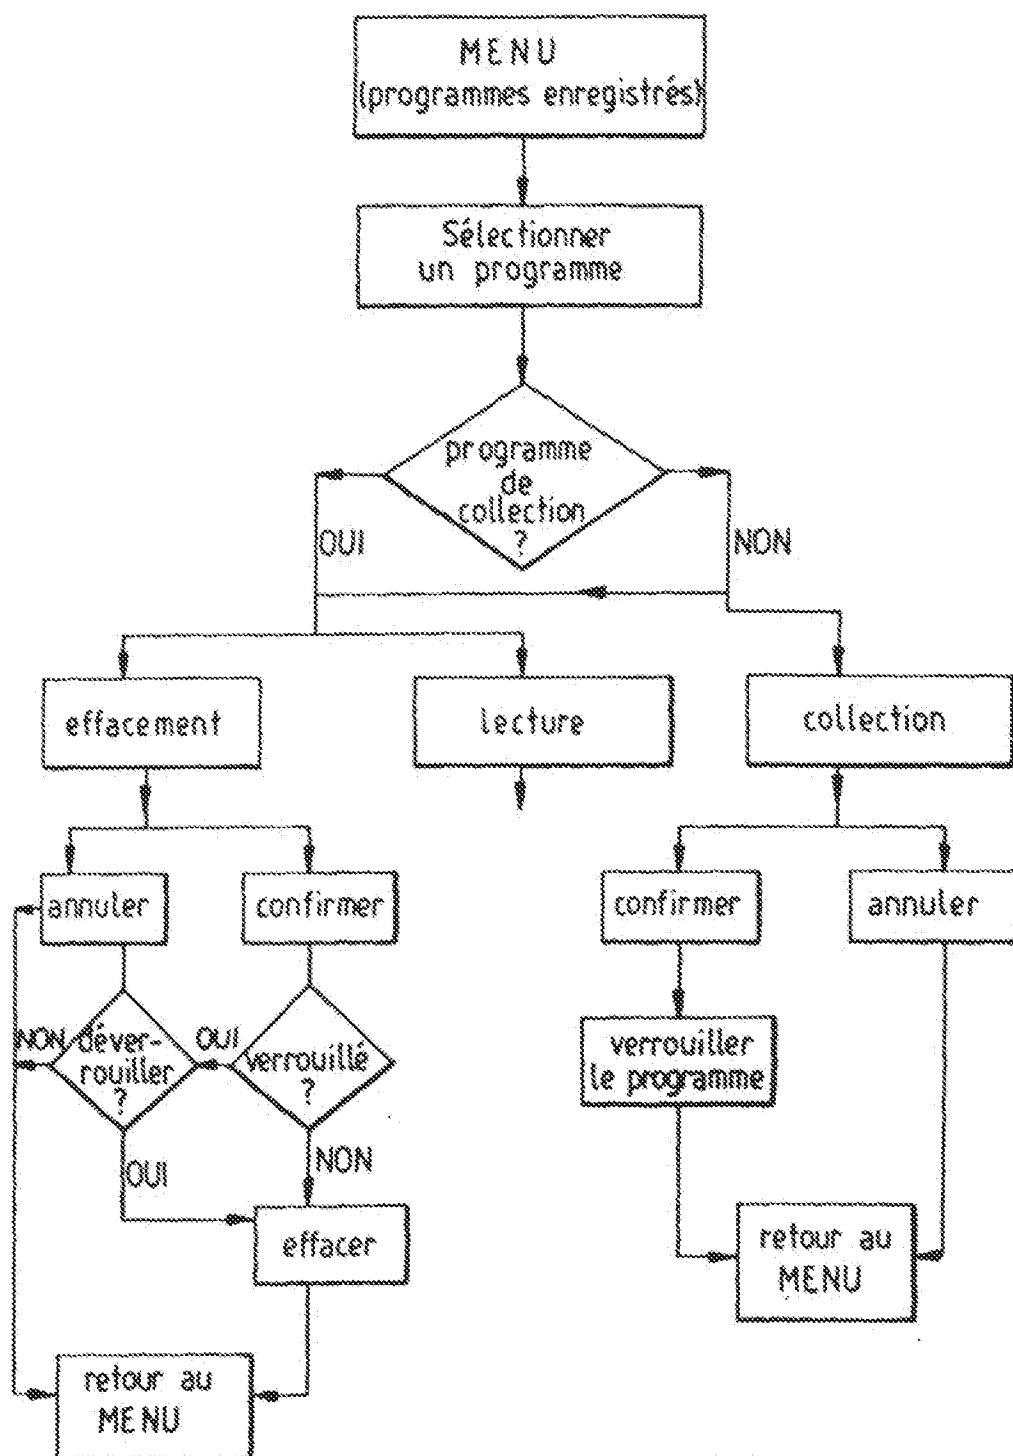 MENU
(programmes enregistrés)
Sélectionner
un programme
programme
de
collection
?
OUI
NON
effacement
lecture
collection
annuler
confirmer
confirmer
annuler
NON
déver-
rouiller
?
OUI
verrouillé
?
verrouiller
le programme
OUI
NON
effacer
retour au
MENU
retour au
MENU